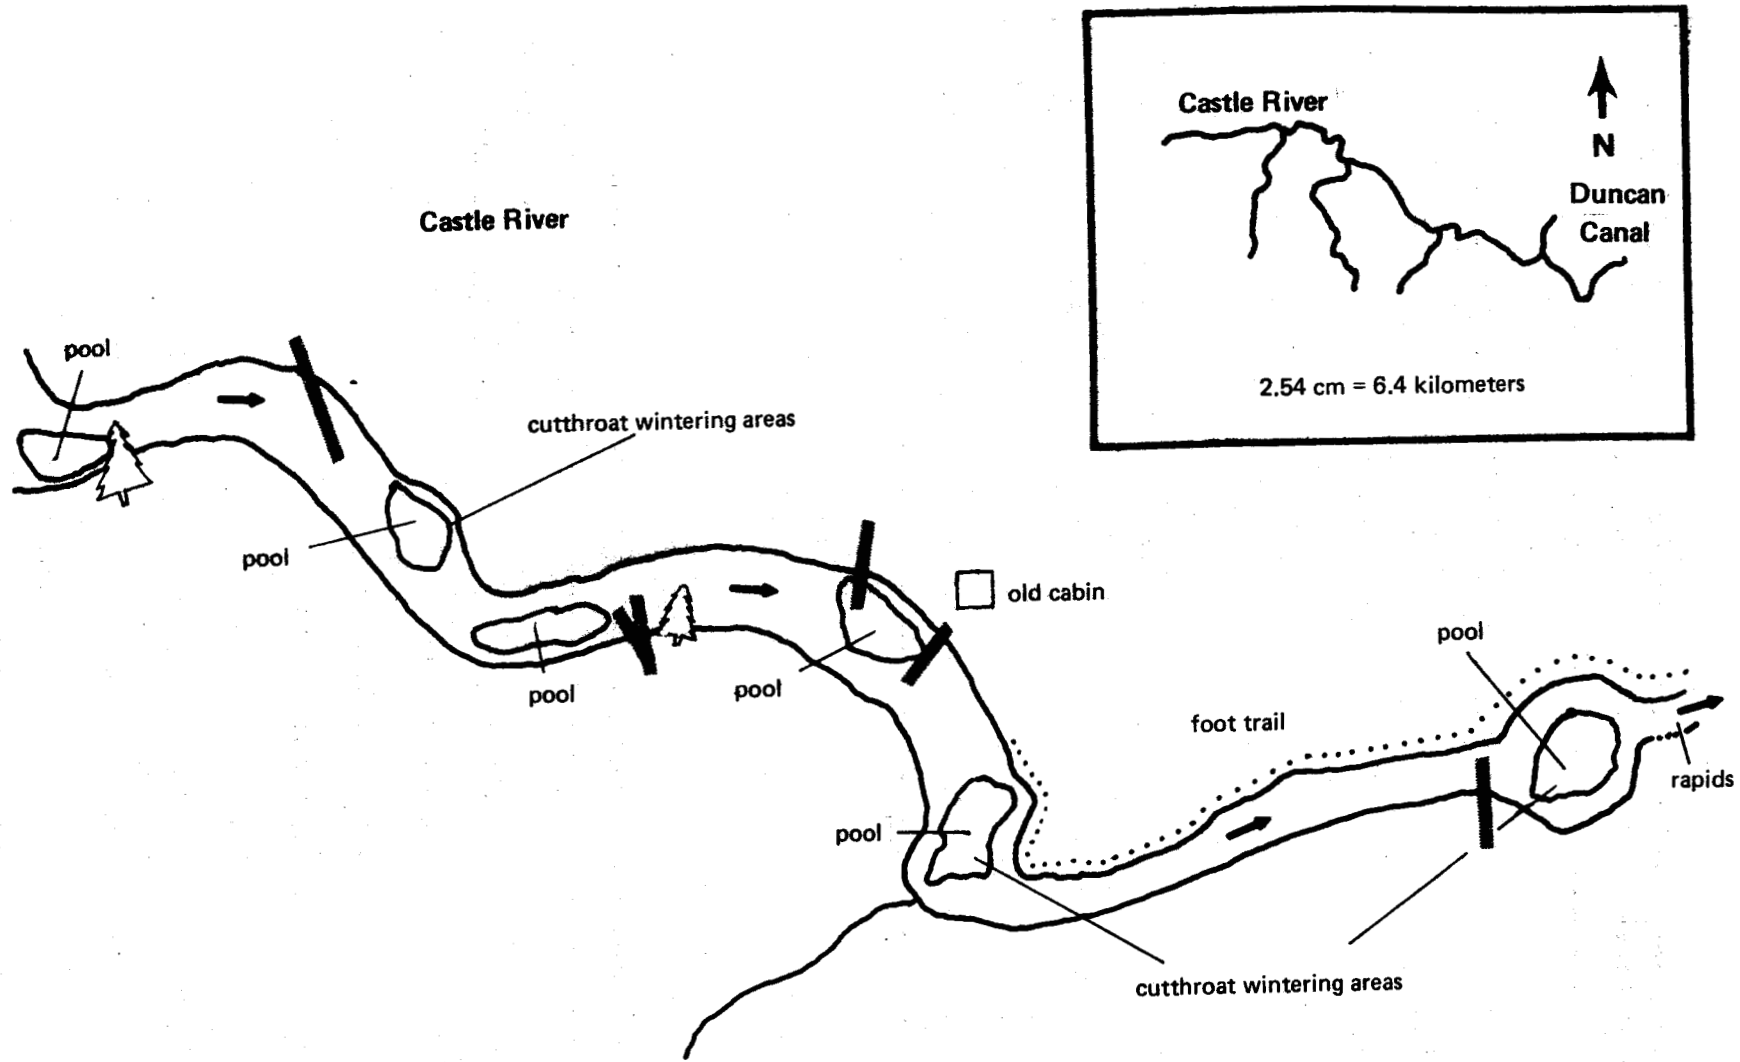 Castle River
N
Duncan
Canal
2.54 cm = 6.4 kilometers
Castle River
pool
cutthroat wintering areas
pool
pool
pool
old cabin
pool
foot trail
rapids
pool
cutthroat wintering areas